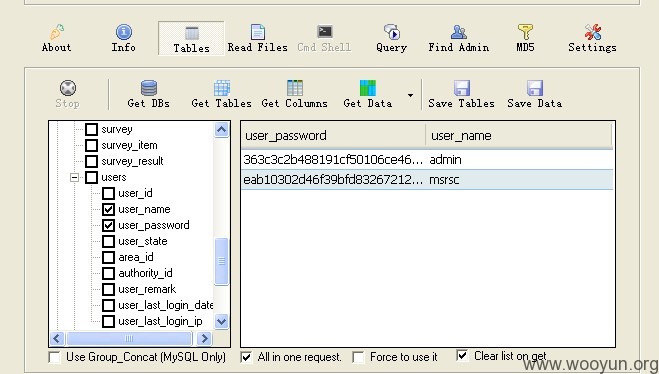 About Info Tables Read Files Cmd Shell Query Find Admin MD5 Settings
Stop Get DBs Get Tables Get Columns Get Data Save Tables Save Data
survey
survey_item
survey_result
users
user_id
user_name
user_password
user_state
area_id
authority_id
user_remark
user_last_login_date
user_last_login_ip
user_password user_name
363c3c2b488191cf50106ce46... admin
eab10302d46f39bfd83267212... msrsc
Use Group_Concat (MySQL Only) All in one request. Force to use it Clear list on get
www.wooyun.org